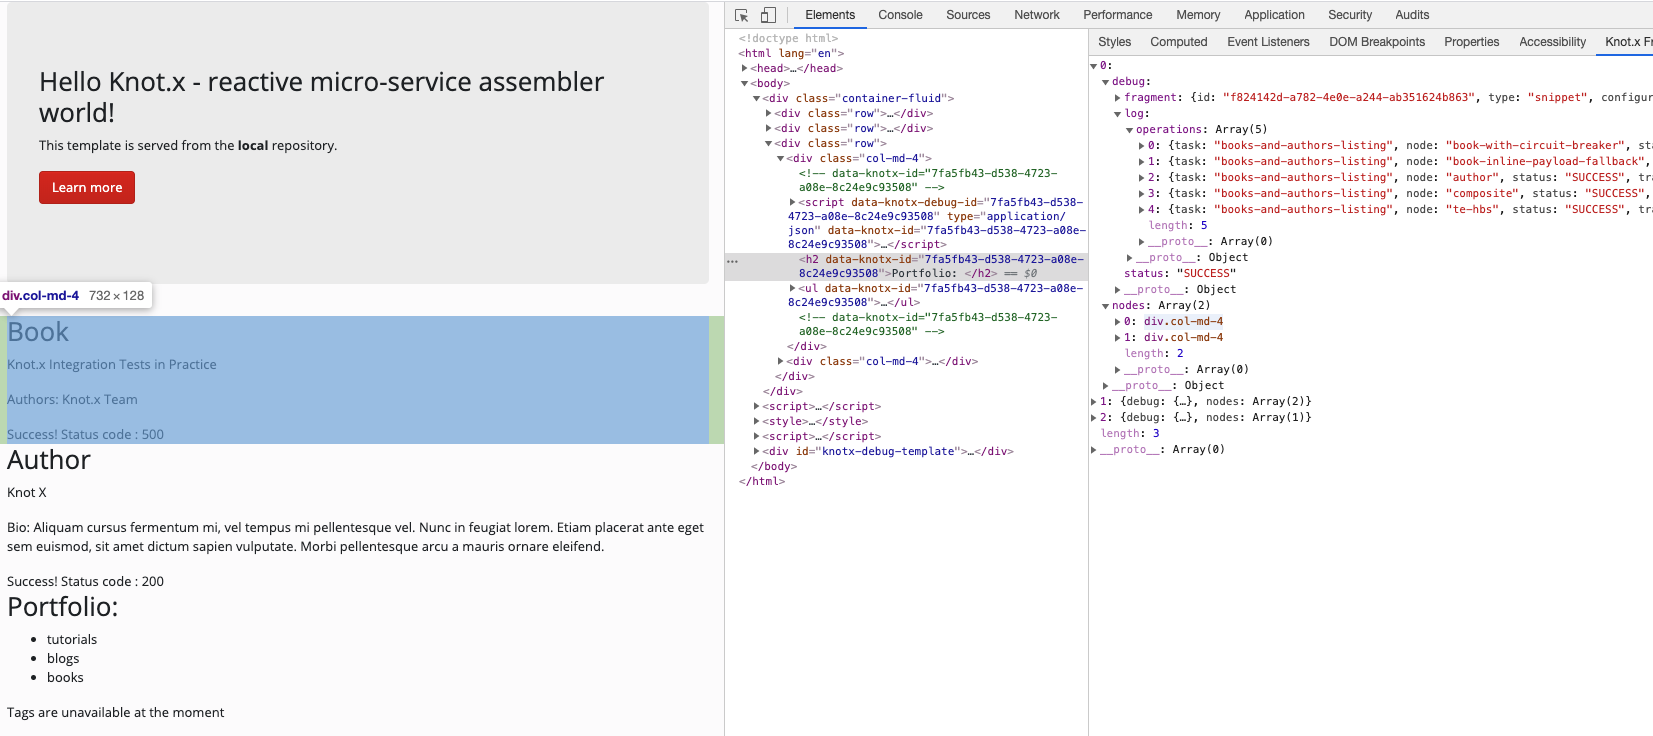 Hello Knot.x - reactive micro-service assembler
world!
This template is served from the local repository.
Learn more
div.col-md-4 732 × 128
Book
Knot.x Integration Tests in Practice
Authors: Knot.x Team
Success! Status code : 500
Author
Knot X
Bio: Aliquam cursus fermentum mi, vel tempus mi pellentesque vel. Nunc in feugiat lorem. Etiam placerat ante eget
sem euismod, sit amet dictum sapien vulputate. Morbi pellentesque arcu a mauris ornare eleifend.
Success! Status code : 200
Portfolio:
• tutorials
• blogs
• books
Tags are unavailable at the moment
Elements Console Sources Network Performance Memory Application Security Audits
<!doctype html>
<html lang="en">
<head>…</head>
<body>
<div class="container-fluid">
<div class="row">…</div>
<div class="row">…</div>
<div class="row">
<div class="col-md-4">
<!-- data-knotx-id="7fa5fb43-d538-4723-
a08e-8c24e9c93508" -->
<script data-knotx-debug-id="7fa5fb43-d538-
4723-a08e-8c24e9c93508" type="application/
json" data-knotx-id="7fa5fb43-d538-4723-a08e-
8c24e9c93508">…</script>
… <h2 data-knotx-id="7fa5fb43-d538-4723-a08e-
8c24e9c93508">Portfolio: </h2> == $0
<ul data-knotx-id="7fa5fb43-d538-4723-a08e-
8c24e9c93508">…</ul>
<!-- data-knotx-id="7fa5fb43-d538-4723-
a08e-8c24e9c93508" -->
</div>
<div class="col-md-4">…</div>
</div>
</div>
<script>…</script>
<style>…</style>
<script>…</script>
<div id="knotx-debug-template">…</div>
</body>
</html>
Styles Computed Event Listeners DOM Breakpoints Properties Accessibility Knot.x Fr
0:
debug:
fragment: {id: "f824142d-a782-4e0e-a244-ab351624b863", type: "snippet", configur
log:
operations: Array(5)
0: {task: "books-and-authors-listing", node: "book-with-circuit-breaker", sta
1: {task: "books-and-authors-listing", node: "book-inline-payload-fallback",
2: {task: "books-and-authors-listing", node: "author", status: "SUCCESS", tra
3: {task: "books-and-authors-listing", node: "composite", status: "SUCCESS",
4: {task: "books-and-authors-listing", node: "te-hbs", status: "SUCCESS", tra
length: 5
__proto__: Array(0)
__proto__: Object
status: "SUCCESS"
__proto__: Object
nodes: Array(2)
0: div.col-md-4
1: div.col-md-4
length: 2
__proto__: Array(0)
__proto__: Object
1: {debug: {…}, nodes: Array(2)}
2: {debug: {…}, nodes: Array(1)}
length: 3
__proto__: Array(0)